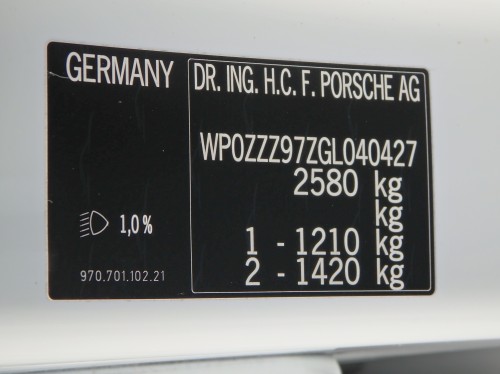 GERMANY
1,0%
970.701.102.21
DR. ING. H.C. F. PORSCHE AG
WP0ZZZ97ZGL040427
2580 kg
kg
1 - 1210 kg
2 - 1420 kg